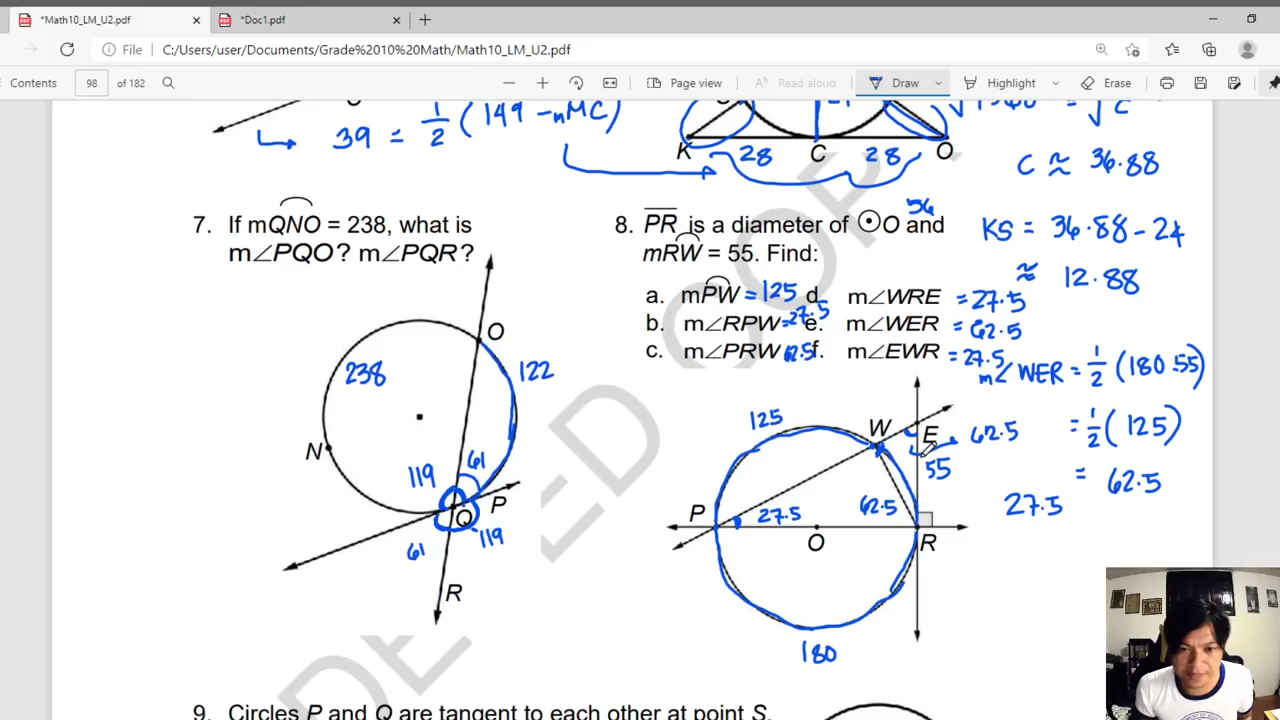 *Math10_LM_U2.pdf
*Doc1.pdf
File
C:/Users/user/Documents/Grade%2010%20Math/Math10_LM_U2.pdf
Contents
98
of 182
Page view
Read aloud
Draw
Highlight
Erase
39 = 1/2 (149 - mMC)
K
28
C
28
O
C ≈ 36.88
KS = 36.88 - 24
≈ 12.88
7. If mQNO = 238, what is
m∠PQO? m∠PQR?
O
238
122
N
119
61
P
Q
61
119
R
8. PR is a diameter of ⊙O and
mRW = 55. Find:
a. mPW = 125 d. m∠WRE = 27.5
b. m∠RPW = 27.5 e. m∠WER = 62.5
c. m∠PRW 62.5 f. m∠EWR = 27.5
m∠WER = 1/2 (180-55)
= 1/2 (125)
= 62.5
125
W
E
62.5
55
27.5
P
27.5
62.5
O
R
180
9. Circles P and Q are tangent to each other at point S.
DEPED COPY